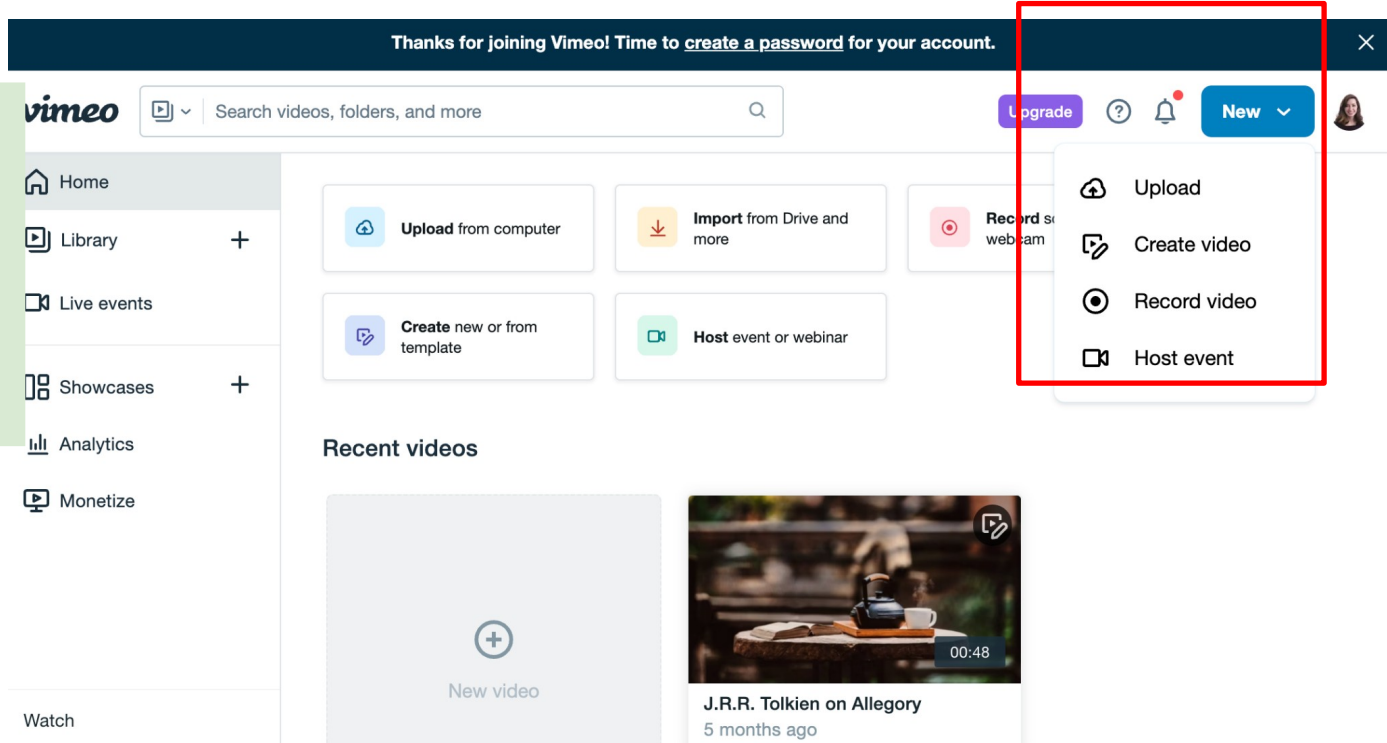 Thanks for joining Vimeo! Time to create a password for your account.
vimeo
Search videos, folders, and more
Upgrade
New
Home
Library
Live events
Showcases
Analytics
Monetize
Watch
Upload from computer
Import from Drive and
more
Record
webcam
Create new or from
template
Host event or webinar
Upload
Create video
Record video
Host event
Recent videos
New video
00:48
J.R.R. Tolkien on Allegory
5 months ago